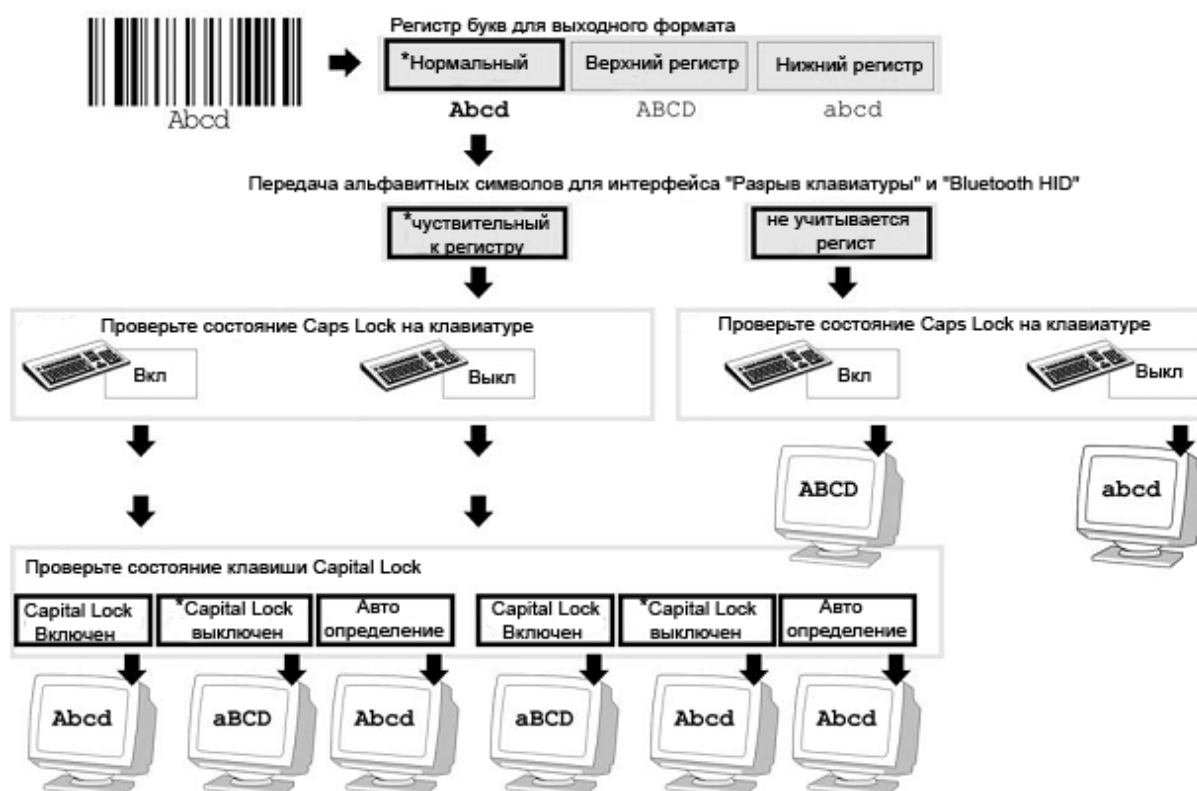 Регистр букв для выходного формата
*Нормальный
Верхний регистр
Нижний регистр
Abcd
Abcd
ABCD
abcd
Передача альфавитных символов для интерфейса "Разрыв клавиатуры" и "Bluetooth HID"
*чуствительный
к регистру
не учитывается
регист
Проверьте состояние Caps Lock на клавиатуре
Вкл
Выкл
Проверьте состояние Caps Lock на клавиатуре
Вкл
Выкл
ABCD
abcd
Проверьте состояние клавиши Capital Lock
Capital Lock
Включен
*Capital Lock
выключен
Авто
определение
Capital Lock
Включен
*Capital Lock
выключен
Авто
определение
Abcd
aBCD
Abcd
aBCD
Abcd
Abcd